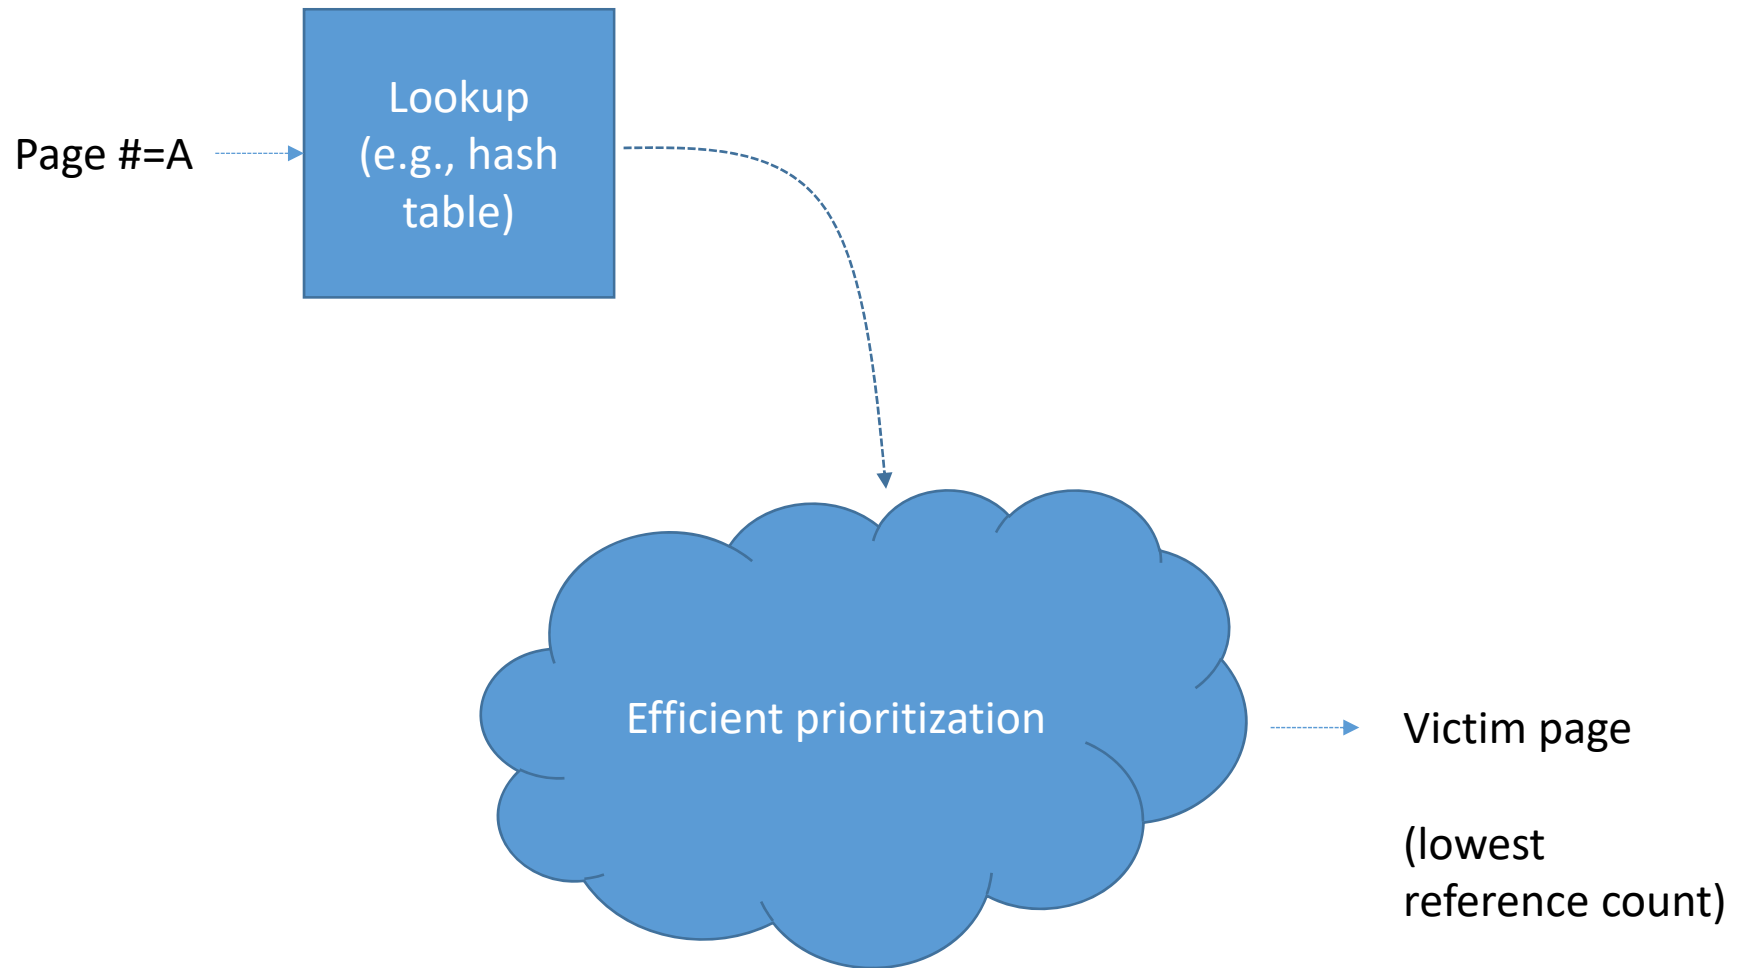 Page #=A
Lookup
(e.g., hash
table)
Efficient prioritization
Victim page
(lowest
reference count)